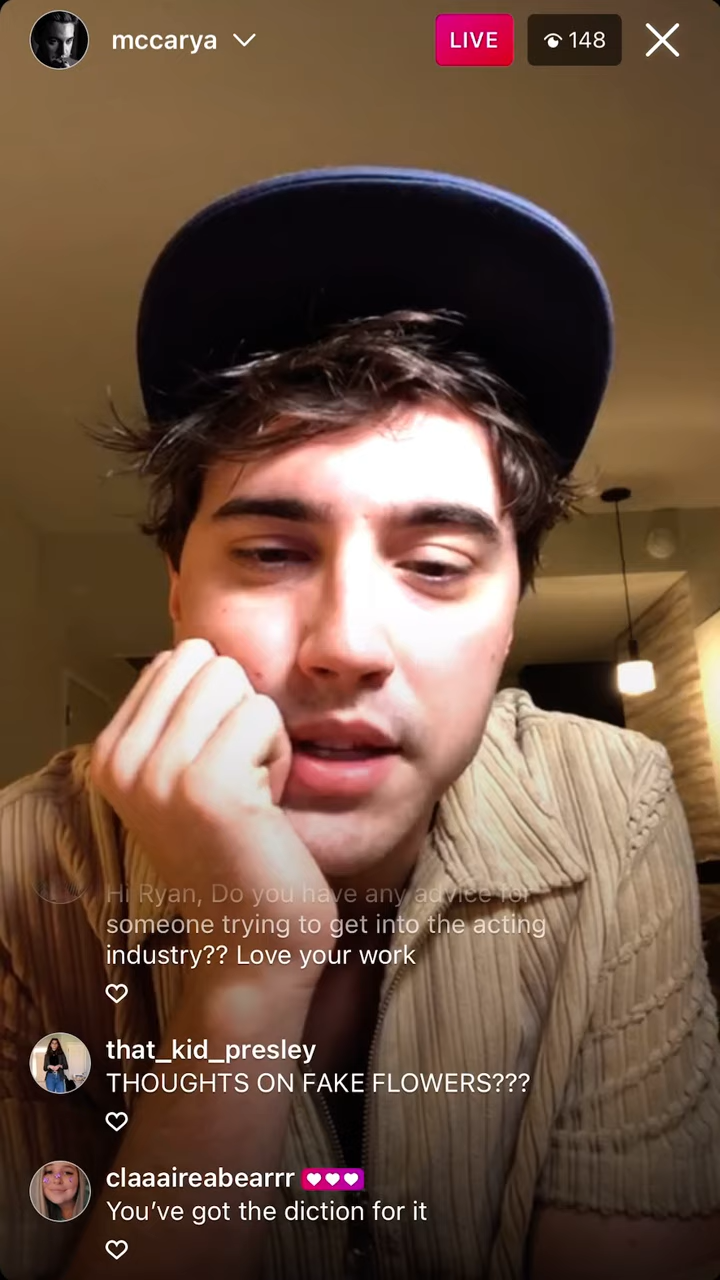 mccarya
LIVE
148
Hi Ryan, Do you have any advice for
someone trying to get into the acting
industry?? Love your work
that_kid_presley
THOUGHTS ON FAKE FLOWERS???
claaaireabearrr
You’ve got the diction for it